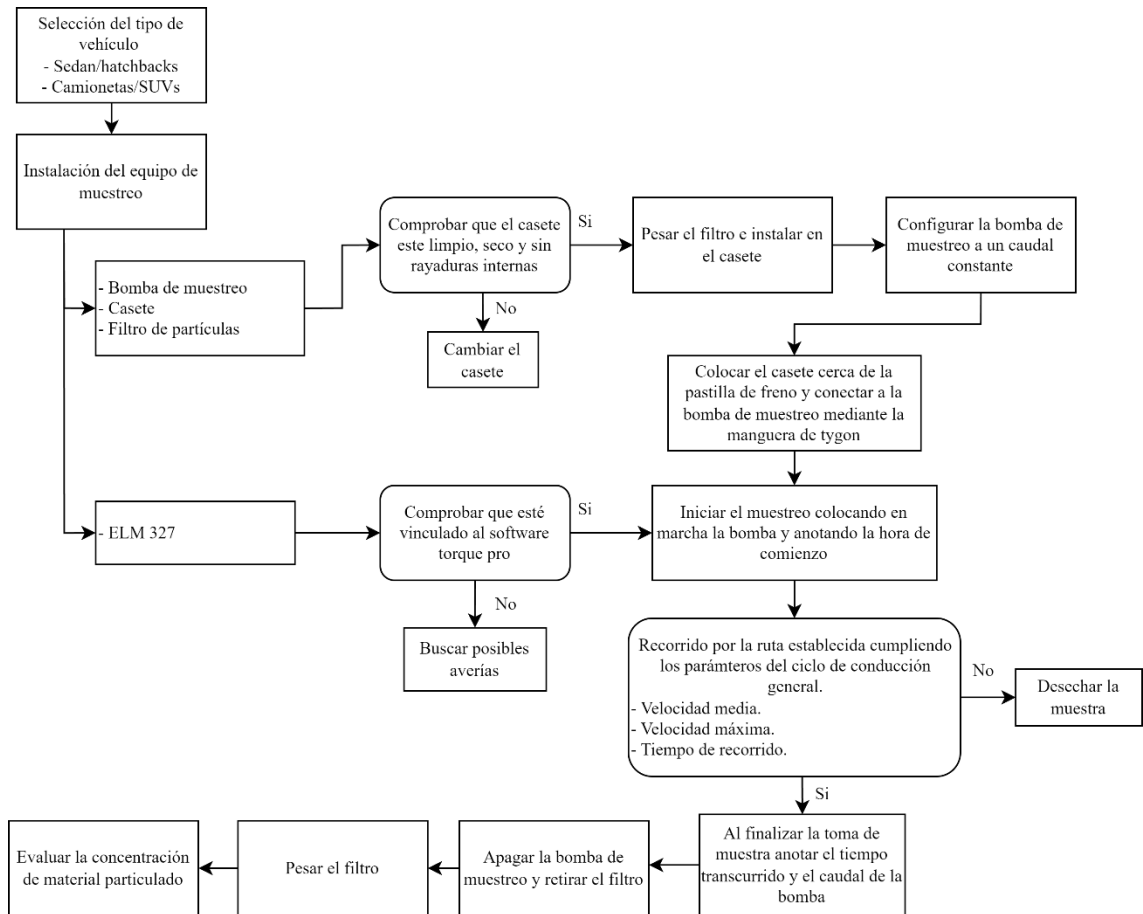 Selección del tipo de
vehículo
- Sedan/hatchbacks
- Camionetas/SUVs
Instalación del equipo de
muestreo
- Bomba de muestreo
- Casete
- Filtro de partículas
Comprobar que el casete
este limpio, seco y sin
rayaduras internas
Si
No
Cambiar el
casete
Pesar el filtro e instalar en
el casete
Configurar la bomba de
muestreo a un caudal
constante
Colocar el casete cerca de la
pastilla de freno y conectar a la
bomba de muestreo mediante la
manguera de tygon
- ELM 327
Comprobar que esté
vinculado al software
torque pro
Si
No
Buscar posibles
averías
Iniciar el muestreo colocando en
marcha la bomba y anotando la hora de
comienzo
Recorrido por la ruta establecida cumpliendo
los parámteros del ciclo de conducción
general.
- Velocidad media.
- Velocidad máxima.
- Tiempo de recorrido.
No
Desechar la
muestra
Si
Al finalizar la toma de
muestra anotar el tiempo
transcurrido y el caudal de la
bomba
Apagar la bomba de
muestreo y retirar el filtro
Pesar el filtro
Evaluar la concentración
de material particulado